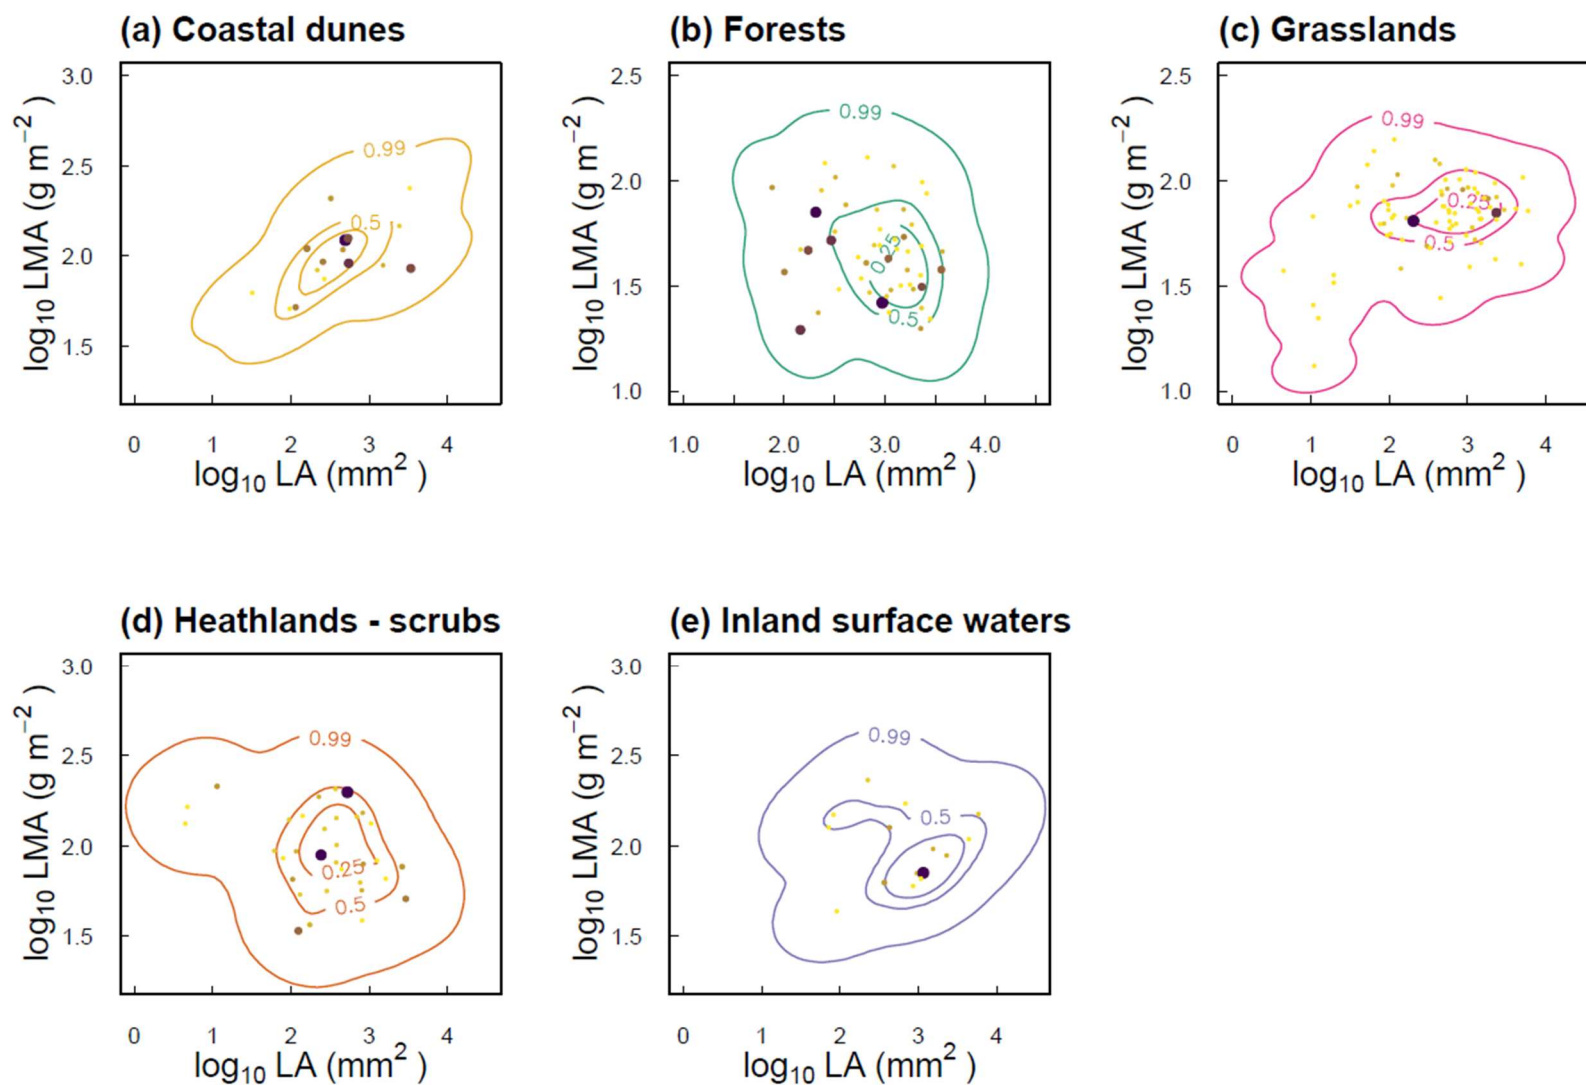 (a) Coastal dunes
(b) Forests
(c) Grasslands
3.0
2.5
2.0
1.5
log₁₀ LMA (g m⁻²)
0.99
0.5
0 1 2 3 4
log₁₀ LA (mm²)
2.5
2.0
1.5
1.0
log₁₀ LMA (g m⁻²)
0.99
0.25
0.5
1.0 2.0 3.0 4.0
log₁₀ LA (mm²)
2.5
2.0
1.5
1.0
log₁₀ LMA (g m⁻²)
0.99
0.25
0.5
0 1 2 3 4
log₁₀ LA (mm²)
(d) Heathlands - scrubs
(e) Inland surface waters
3.0
2.5
2.0
1.5
log₁₀ LMA (g m⁻²)
0.99
0.25
0.5
0 1 2 3 4
log₁₀ LA (mm²)
3.0
2.5
2.0
1.5
log₁₀ LMA (g m⁻²)
0.99
0.5
0 1 2 3 4
log₁₀ LA (mm²)